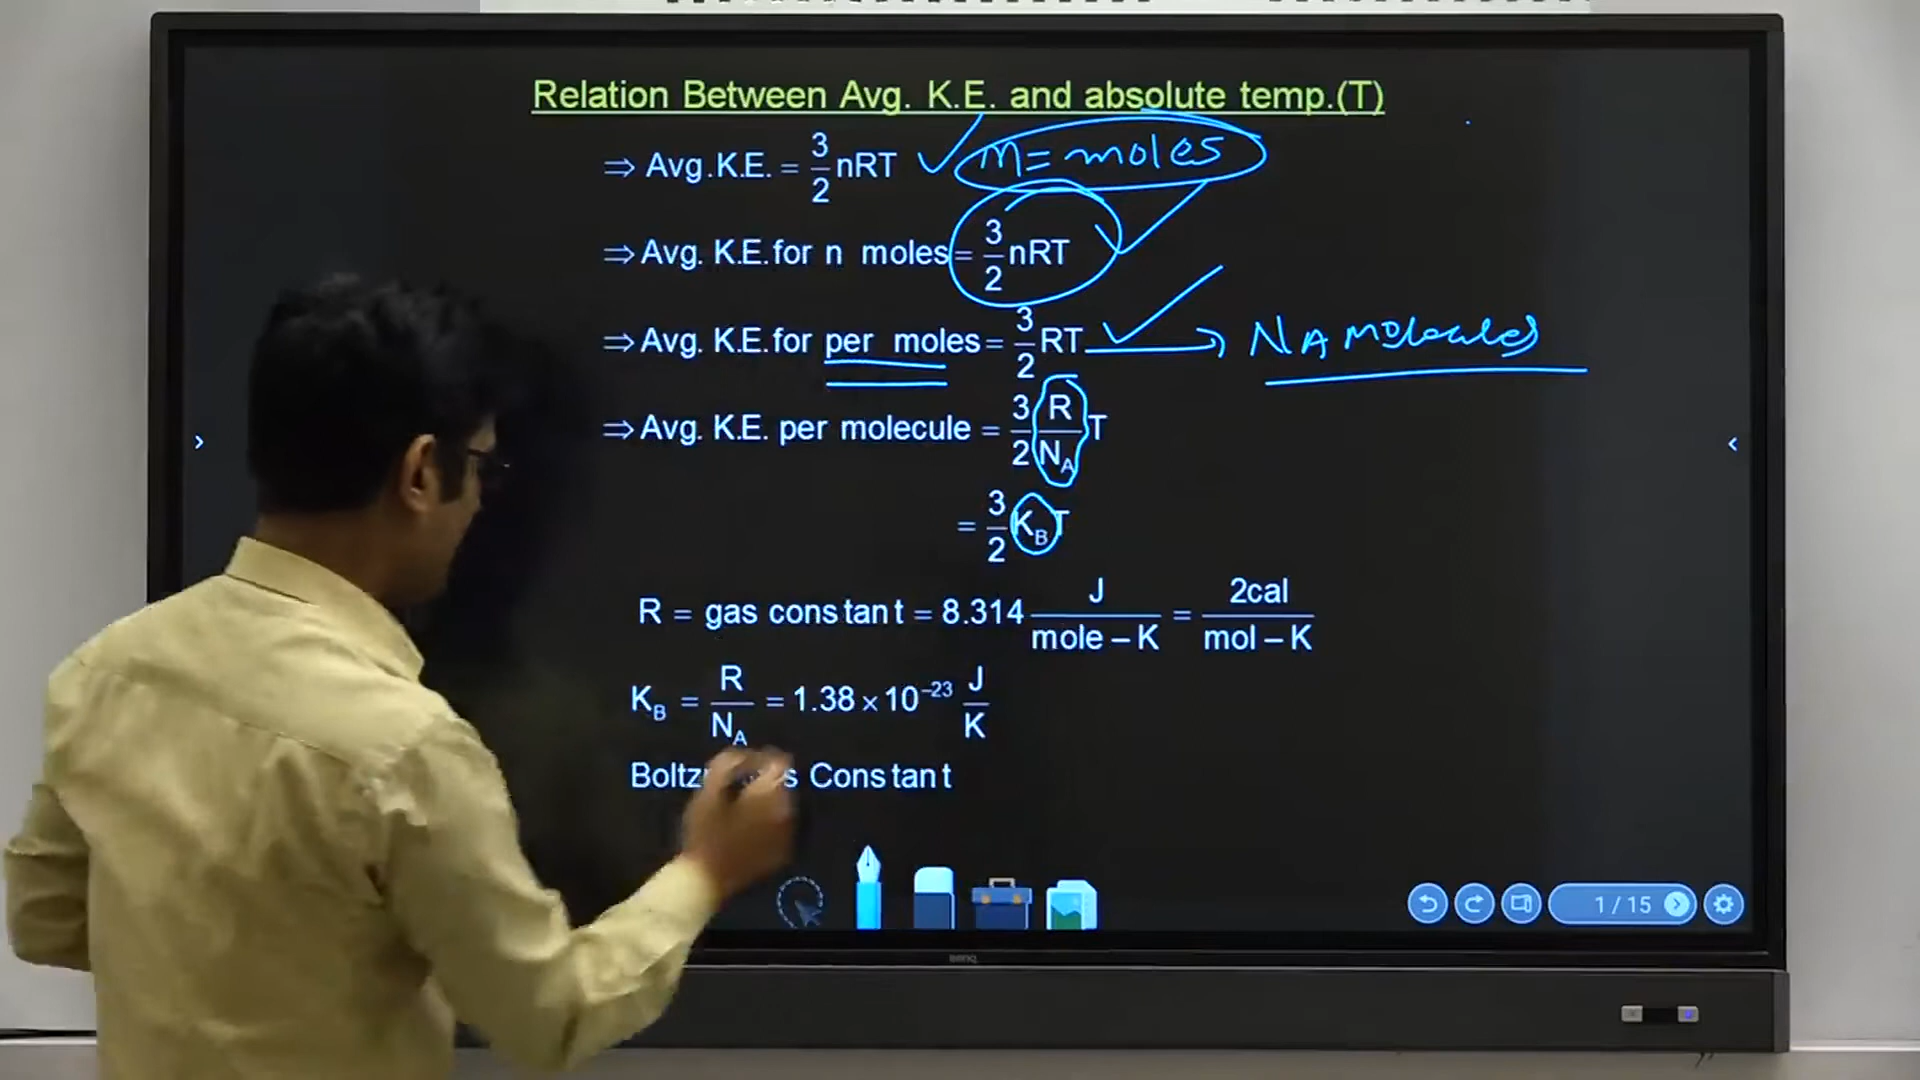 Relation Between Avg. K.E. and absolute temp.(T)
⇒ Avg.K.E. = 3/2 nRT n = moles
⇒ Avg. K.E. for n moles = 3/2 nRT
⇒ Avg. K.E. for per moles = 3/2 RT → NA molecules
⇒ Avg. K.E. per molecule = 3/2 R/NA T
= 3/2 KB T
R = gas constant = 8.314 J/mole – K = 2cal/mol – K
KB = R/NA = 1.38 × 10⁻²³ J/K
Constant
1 / 15
BenQ